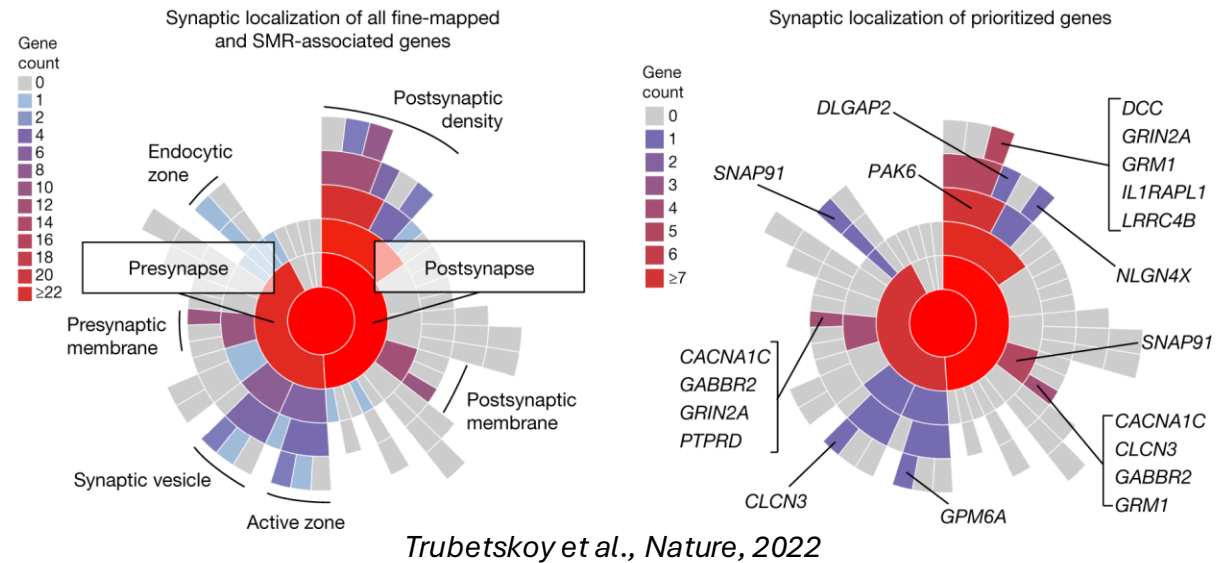 Synaptic localization of all fine-mapped
and SMR-associated genes
Gene
count
0
1
2
4
6
8
10
12
14
16
18
20
≥22
Postsynaptic
density
Endocytic
zone
Presynapse
Postsynapse
Presynaptic
membrane
Postsynaptic
membrane
Synaptic vesicle
Active zone
Synaptic localization of prioritized genes
Gene
count
0
1
2
3
4
5
6
≥7
DLGAP2
SNAP91
PAK6
DCC
GRIN2A
GRM1
IL1RAPL1
LRRC4B
NLGN4X
SNAP91
CACNA1C
GABBR2
GRIN2A
PTPRD
CACNA1C
CLCN3
GABBR2
GRM1
CLCN3
GPM6A
Trubetskoy et al., Nature, 2022